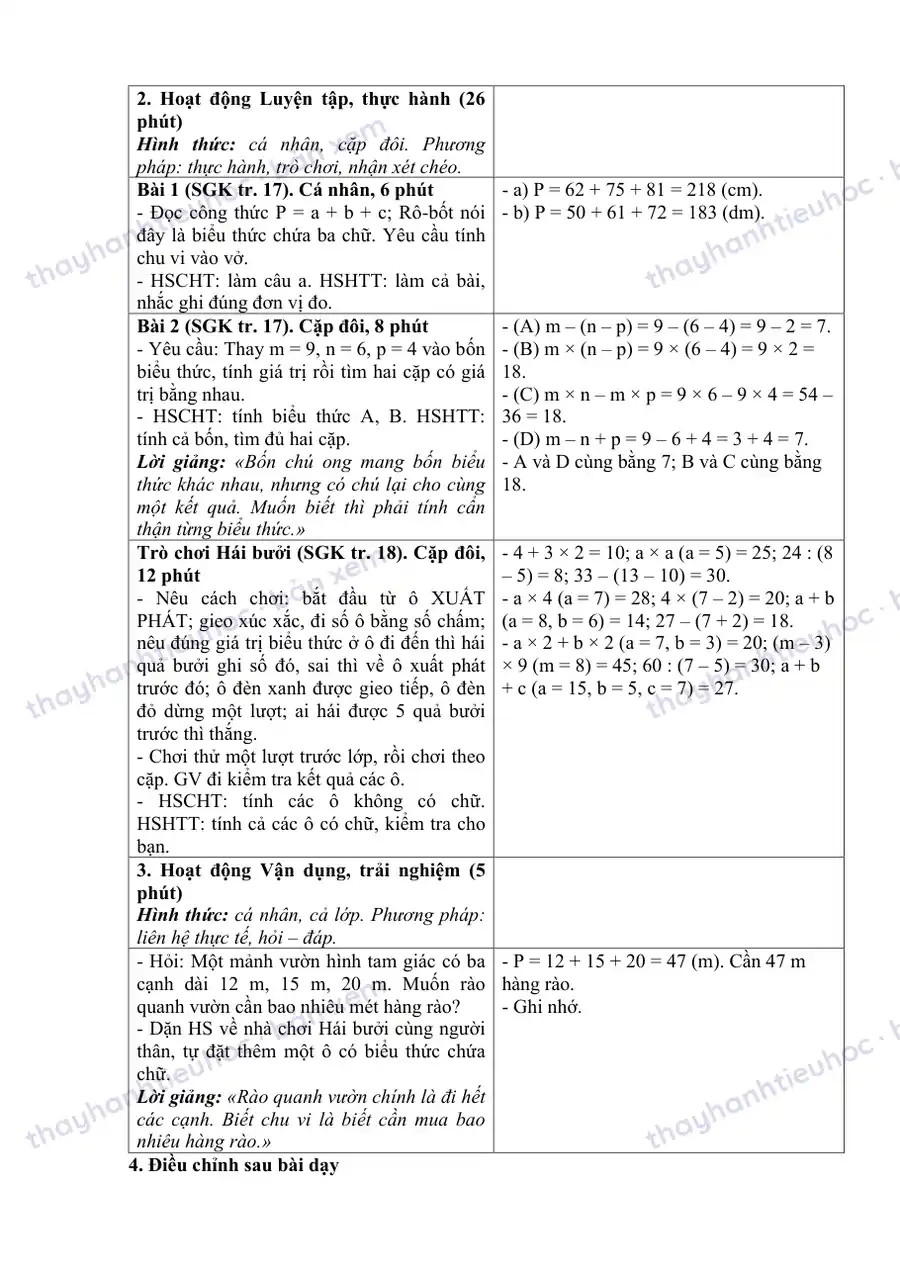 2. Hoạt động Luyện tập, thực hành (26
phút)
Hình thức: cá nhân, cặp đôi. Phương
pháp: thực hành, trò chơi, nhận xét chéo.
Bài 1 (SGK tr. 17). Cá nhân, 6 phút
- Đọc công thức P = a + b + c; Rô-bốt nói
đây là biểu thức chứa ba chữ. Yêu cầu tính
chu vi vào vở.
- HSCHT: làm câu a. HSHTT: làm cả bài,
nhắc ghi đúng đơn vị đo.
- a) P = 62 + 75 + 81 = 218 (cm).
- b) P = 50 + 61 + 72 = 183 (dm).
Bài 2 (SGK tr. 17). Cặp đôi, 8 phút
- Yêu cầu: Thay m = 9, n = 6, p = 4 vào bốn
biểu thức, tính giá trị rồi tìm hai cặp có giá
trị bằng nhau.
- HSCHT: tính biểu thức A, B. HSHTT:
tính cả bốn, tìm đủ hai cặp.
Lời giảng: «Bốn chú ong mang bốn biểu
thức khác nhau, nhưng có chú lại cho cùng
một kết quả. Muốn biết thì phải tính cẩn
thận từng biểu thức.»
- (A) m – (n – p) = 9 – (6 – 4) = 9 – 2 = 7.
- (B) m × (n – p) = 9 × (6 – 4) = 9 × 2 =
18.
- (C) m × n – m × p = 9 × 6 – 9 × 4 = 54 –
36 = 18.
- (D) m – n + p = 9 – 6 + 4 = 3 + 4 = 7.
- A và D cùng bằng 7; B và C cùng bằng
18.
Trò chơi Hái bưởi (SGK tr. 18). Cặp đôi,
12 phút
- Nêu cách chơi: bắt đầu từ ô XUẤT
PHÁT; gieo xúc xắc, đi số ô bằng số chấm;
nêu đúng giá trị biểu thức ở ô đi đến thì hái
quả bưởi ghi số đó, sai thì về ô xuất phát
trước đó; ô đèn xanh được gieo tiếp, ô đèn
đỏ dừng một lượt; ai hái được 5 quả bưởi
trước thì thắng.
- Chơi thử một lượt trước lớp, rồi chơi theo
cặp. GV đi kiểm tra kết quả các ô.
- HSCHT: tính các ô không có chữ.
HSHTT: tính cả các ô có chữ, kiểm tra cho
bạn.
- 4 + 3 × 2 = 10; a × a (a = 5) = 25; 24 : (8
– 5) = 8; 33 – (13 – 10) = 30.
- a × 4 (a = 7) = 28; 4 × (7 – 2) = 20; a + b
(a = 8, b = 6) = 14; 27 – (7 + 2) = 18.
- a × 2 + b × 2 (a = 7, b = 3) = 20; (m – 3)
× 9 (m = 8) = 45; 60 : (7 – 5) = 30; a + b
+ c (a = 15, b = 5, c = 7) = 27.
3. Hoạt động Vận dụng, trải nghiệm (5
phút)
Hình thức: cá nhân, cả lớp. Phương pháp:
liên hệ thực tế, hỏi – đáp.
- Hỏi: Một mảnh vườn hình tam giác có ba
cạnh dài 12 m, 15 m, 20 m. Muốn rào
quanh vườn cần bao nhiêu mét hàng rào?
- Dặn HS về nhà chơi Hái bưởi cùng người
thân, tự đặt thêm một ô có biểu thức chứa
chữ.
Lời giảng: «Rào quanh vườn chính là đi hết
các cạnh. Biết chu vi là biết cần mua bao
nhiêu hàng rào.»
- P = 12 + 15 + 20 = 47 (m). Cần 47 m
hàng rào.
- Ghi nhớ.
4. Điều chỉnh sau bài dạy
thayhanhtieuhoc · bản xem
thayhanhtieuhoc · b
thayhanhtieuhoc · bản xem
thayhanhtieuhoc · b
thayhanhtieuhoc · bản xem
thayhanhtieuhoc · b